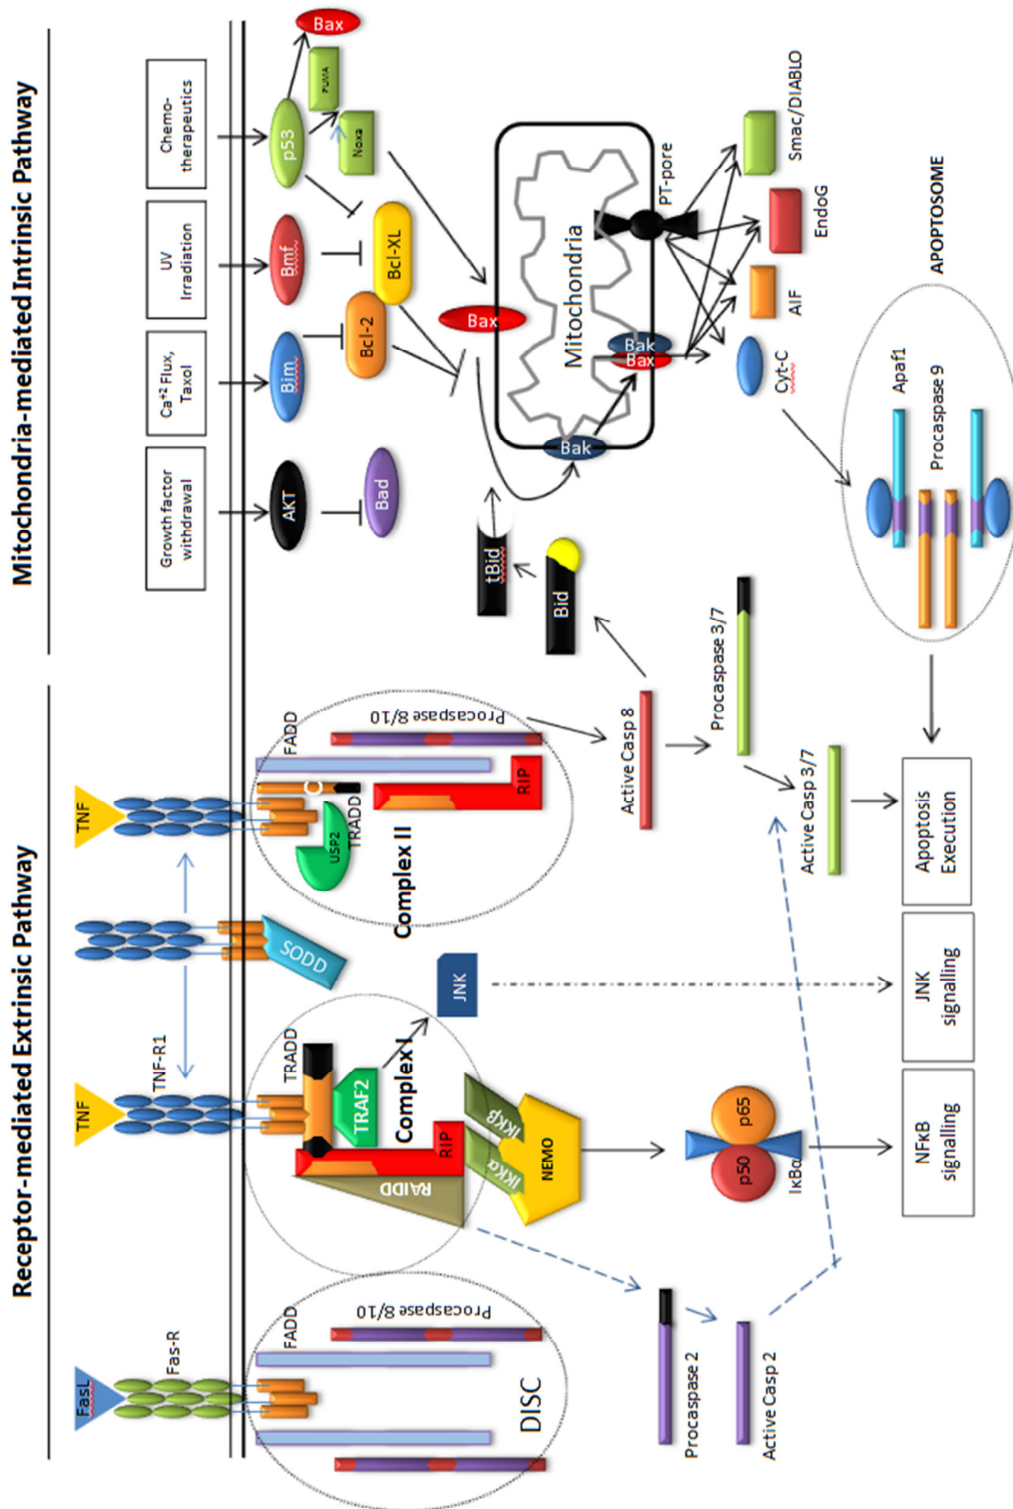 Receptor-mediated Extrinsic Pathway
Mitochondria-mediated Intrinsic Pathway
FasL
Fas-R
TNF
TNF-R1
TNF
Growth factor
withdrawal
Ca+2 Flux,
Taxol
UV
Irradiation
Chemo-
therapeutics
FADD
Procaspase 8/10
DISC
TRADD
TRAF2
RAIDD
RIP
Complex I
SODD
JNK
IKKα
IKKβ
NEMO
USP2
TRADD
C
FADD
Procaspase 8/10
RIP
Complex II
AKT
Bad
Bim
Bmf
p53
Bax
PUMA
Noxa
Bcl-2
Bcl-XL
Bax
tBid
Bid
Bak
Mitochondria
Bak
Bax
PT-pore
Procaspase 2
Active Casp 2
p50
p65
IκBα
Active Casp 8
Procaspase 3/7
Active Casp 3/7
Cyt-C
AIF
EndoG
Smac/DIABLO
APOPTOSOME
Apaf1
Procaspase 9
NFκB
signalling
JNK
signalling
Apoptosis
Execution